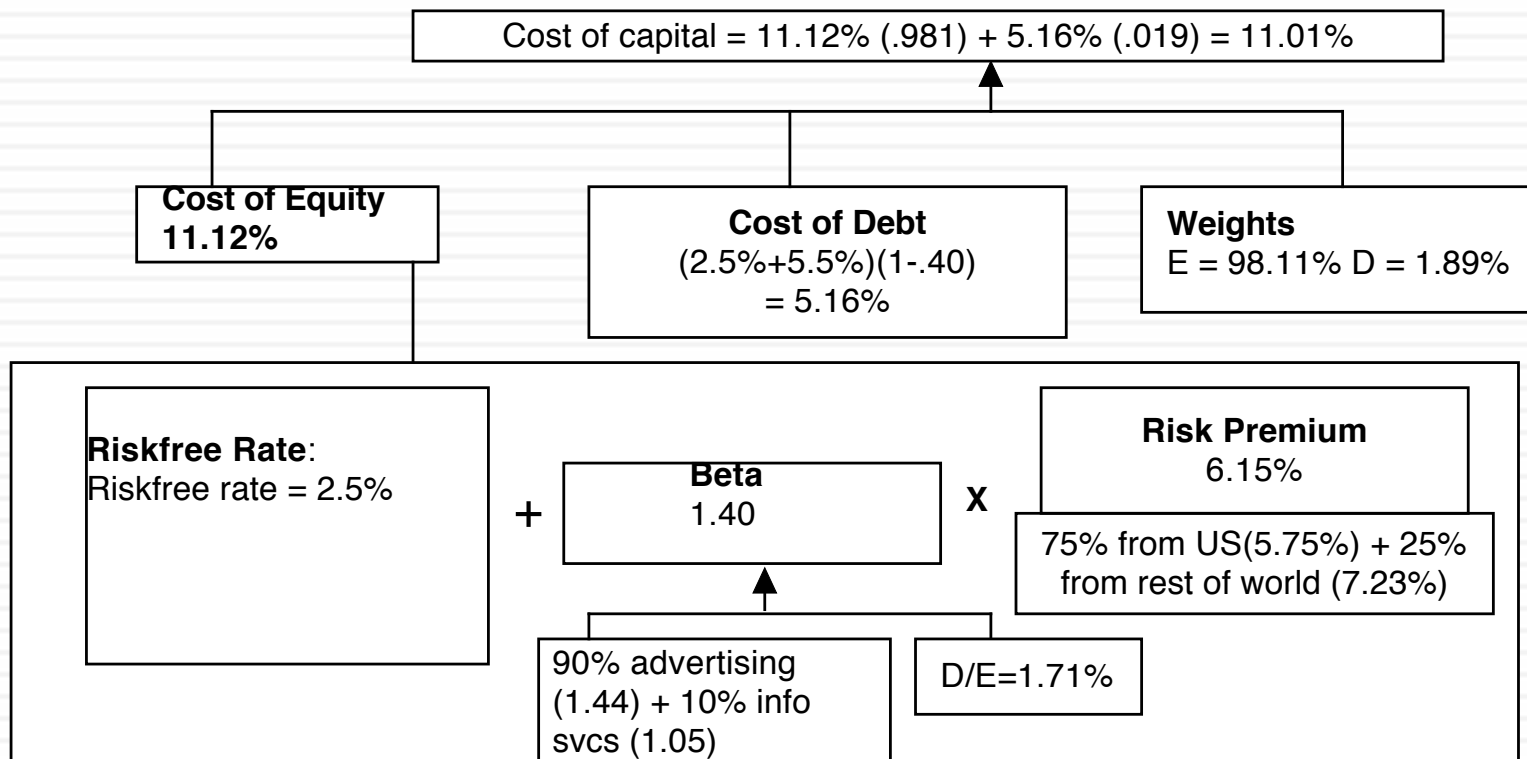 Cost of capital = 11.12% (.981) + 5.16% (.019) = 11.01%
Cost of Equity
11.12%
Cost of Debt
(2.5%+5.5%)(1-.40)
= 5.16%
Weights
E = 98.11% D = 1.89%
Riskfree Rate:
Riskfree rate = 2.5%
+
Beta
1.40
X
Risk Premium
6.15%
75% from US(5.75%) + 25%
from rest of world (7.23%)
90% advertising
(1.44) + 10% info
svcs (1.05)
D/E=1.71%